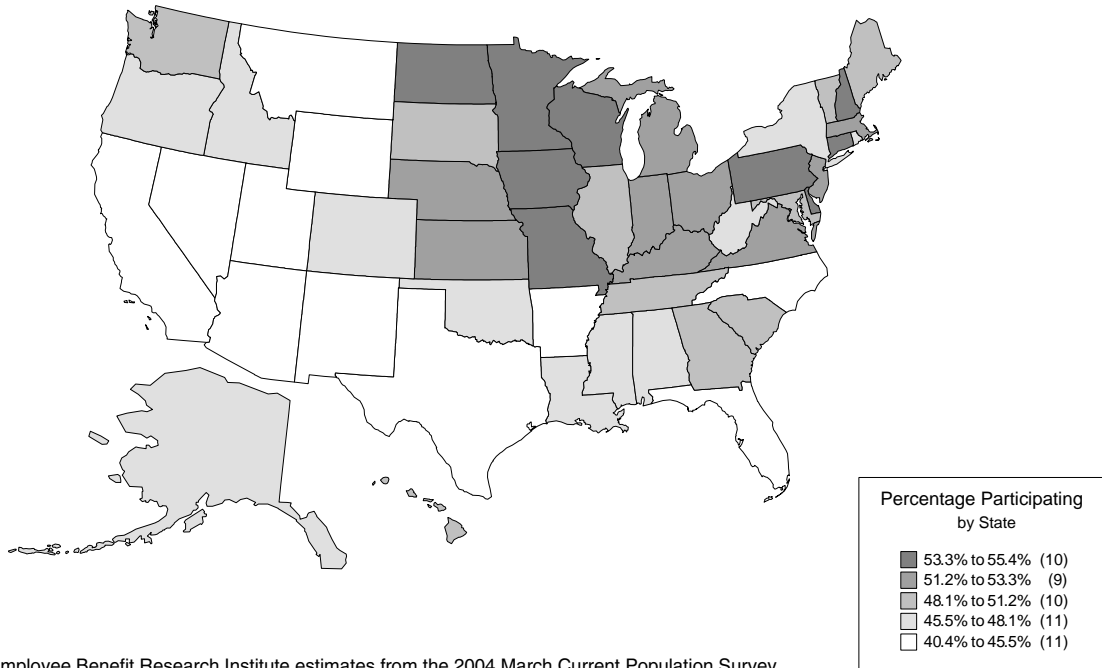 Percentage Participating
by State
53.3% to 55.4% (10)
51.2% to 53.3% (9)
48.1% to 51.2% (10)
45.5% to 48.1% (11)
40.4% to 45.5% (11)
mployee Benefit Research Institute estimates from the 2004 March Current Population Survey